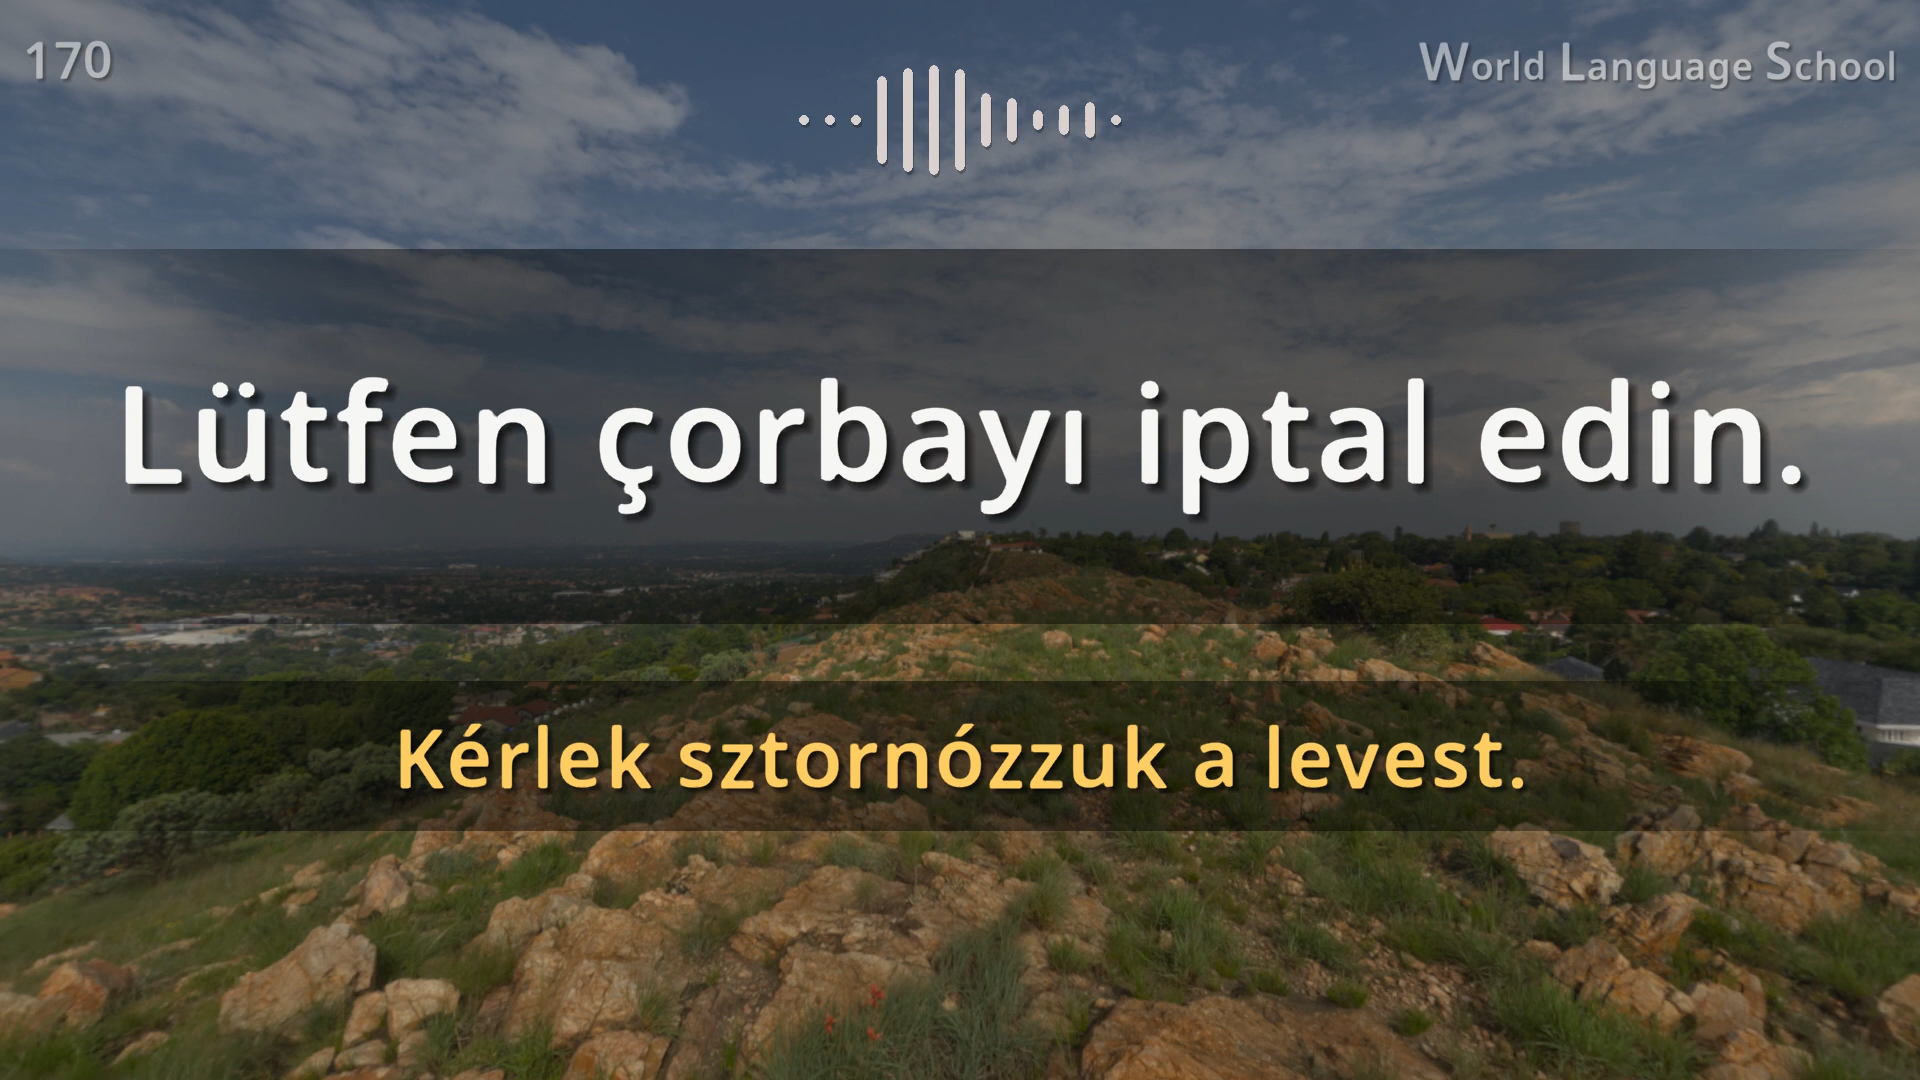 170
World Language School
Lütfen çorbayı iptal edin.
Kérlek sztornózzuk a levest.